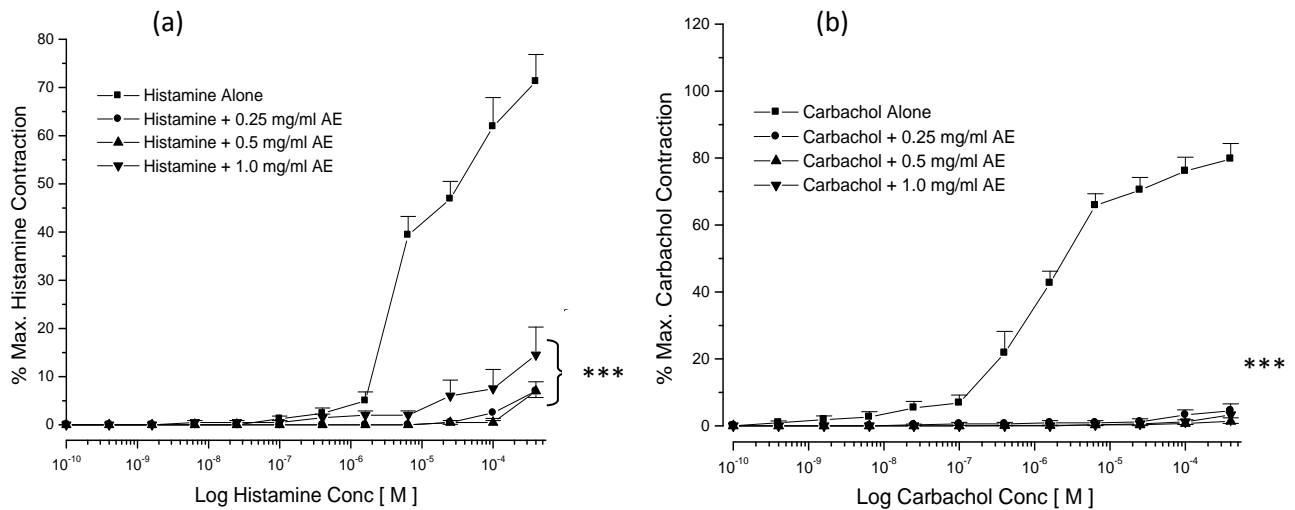 (a)
80
70
60
50
40
30
20
10
0
% Max. Histamine Contraction
Histamine Alone
Histamine + 0.25 mg/ml AE
Histamine + 0.5 mg/ml AE
Histamine + 1.0 mg/ml AE
***
10^-10 10^-9 10^-8 10^-7 10^-6 10^-5 10^-4
Log Histamine Conc [ M ]
(b)
120
100
80
60
40
20
0
% Max. Carbachol Contraction
Carbachol Alone
Carbachol + 0.25 mg/ml AE
Carbachol + 0.5 mg/ml AE
Carbachol + 1.0 mg/ml AE
***
10^-10 10^-9 10^-8 10^-7 10^-6 10^-5 10^-4
Log Carbachol Conc [ M ]